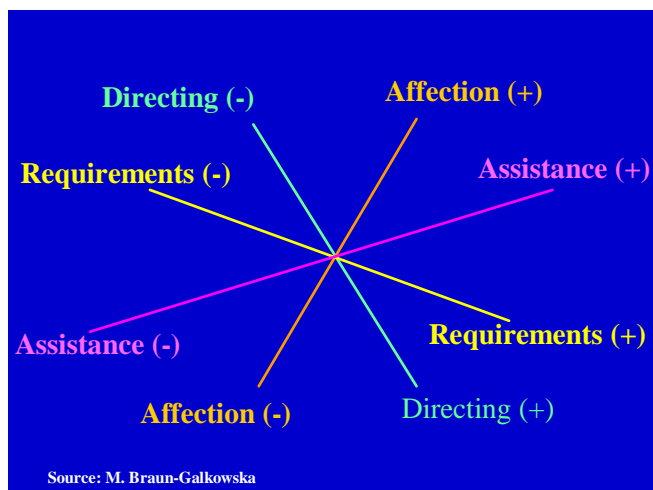 Directing (-)
Affection (+)
Requirements (-)
Assistance (+)
Assistance (-)
Requirements (+)
Affection (-)
Directing (+)
Source: M. Braun-Galkowska